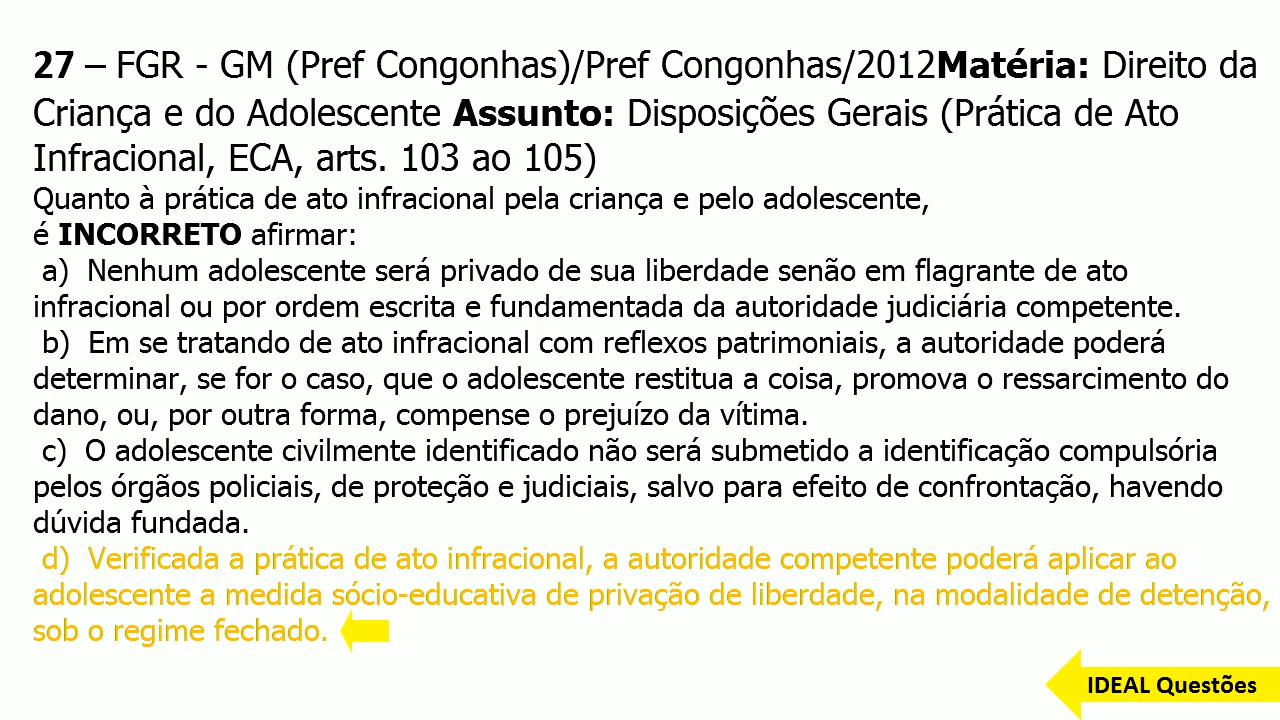 27 – FGR - GM (Pref Congonhas)/Pref Congonhas/2012Matéria: Direito da
Criança e do Adolescente Assunto: Disposições Gerais (Prática de Ato
Infracional, ECA, arts. 103 ao 105)
Quanto à prática de ato infracional pela criança e pelo adolescente,
é INCORRETO afirmar:
a) Nenhum adolescente será privado de sua liberdade senão em flagrante de ato
infracional ou por ordem escrita e fundamentada da autoridade judiciária competente.
b) Em se tratando de ato infracional com reflexos patrimoniais, a autoridade poderá
determinar, se for o caso, que o adolescente restitua a coisa, promova o ressarcimento do
dano, ou, por outra forma, compense o prejuízo da vítima.
c) O adolescente civilmente identificado não será submetido a identificação compulsória
pelos órgãos policiais, de proteção e judiciais, salvo para efeito de confrontação, havendo
dúvida fundada.
d) Verificada a prática de ato infracional, a autoridade competente poderá aplicar ao
adolescente a medida sócio-educativa de privação de liberdade, na modalidade de detenção,
sob o regime fechado.
IDEAL Questões